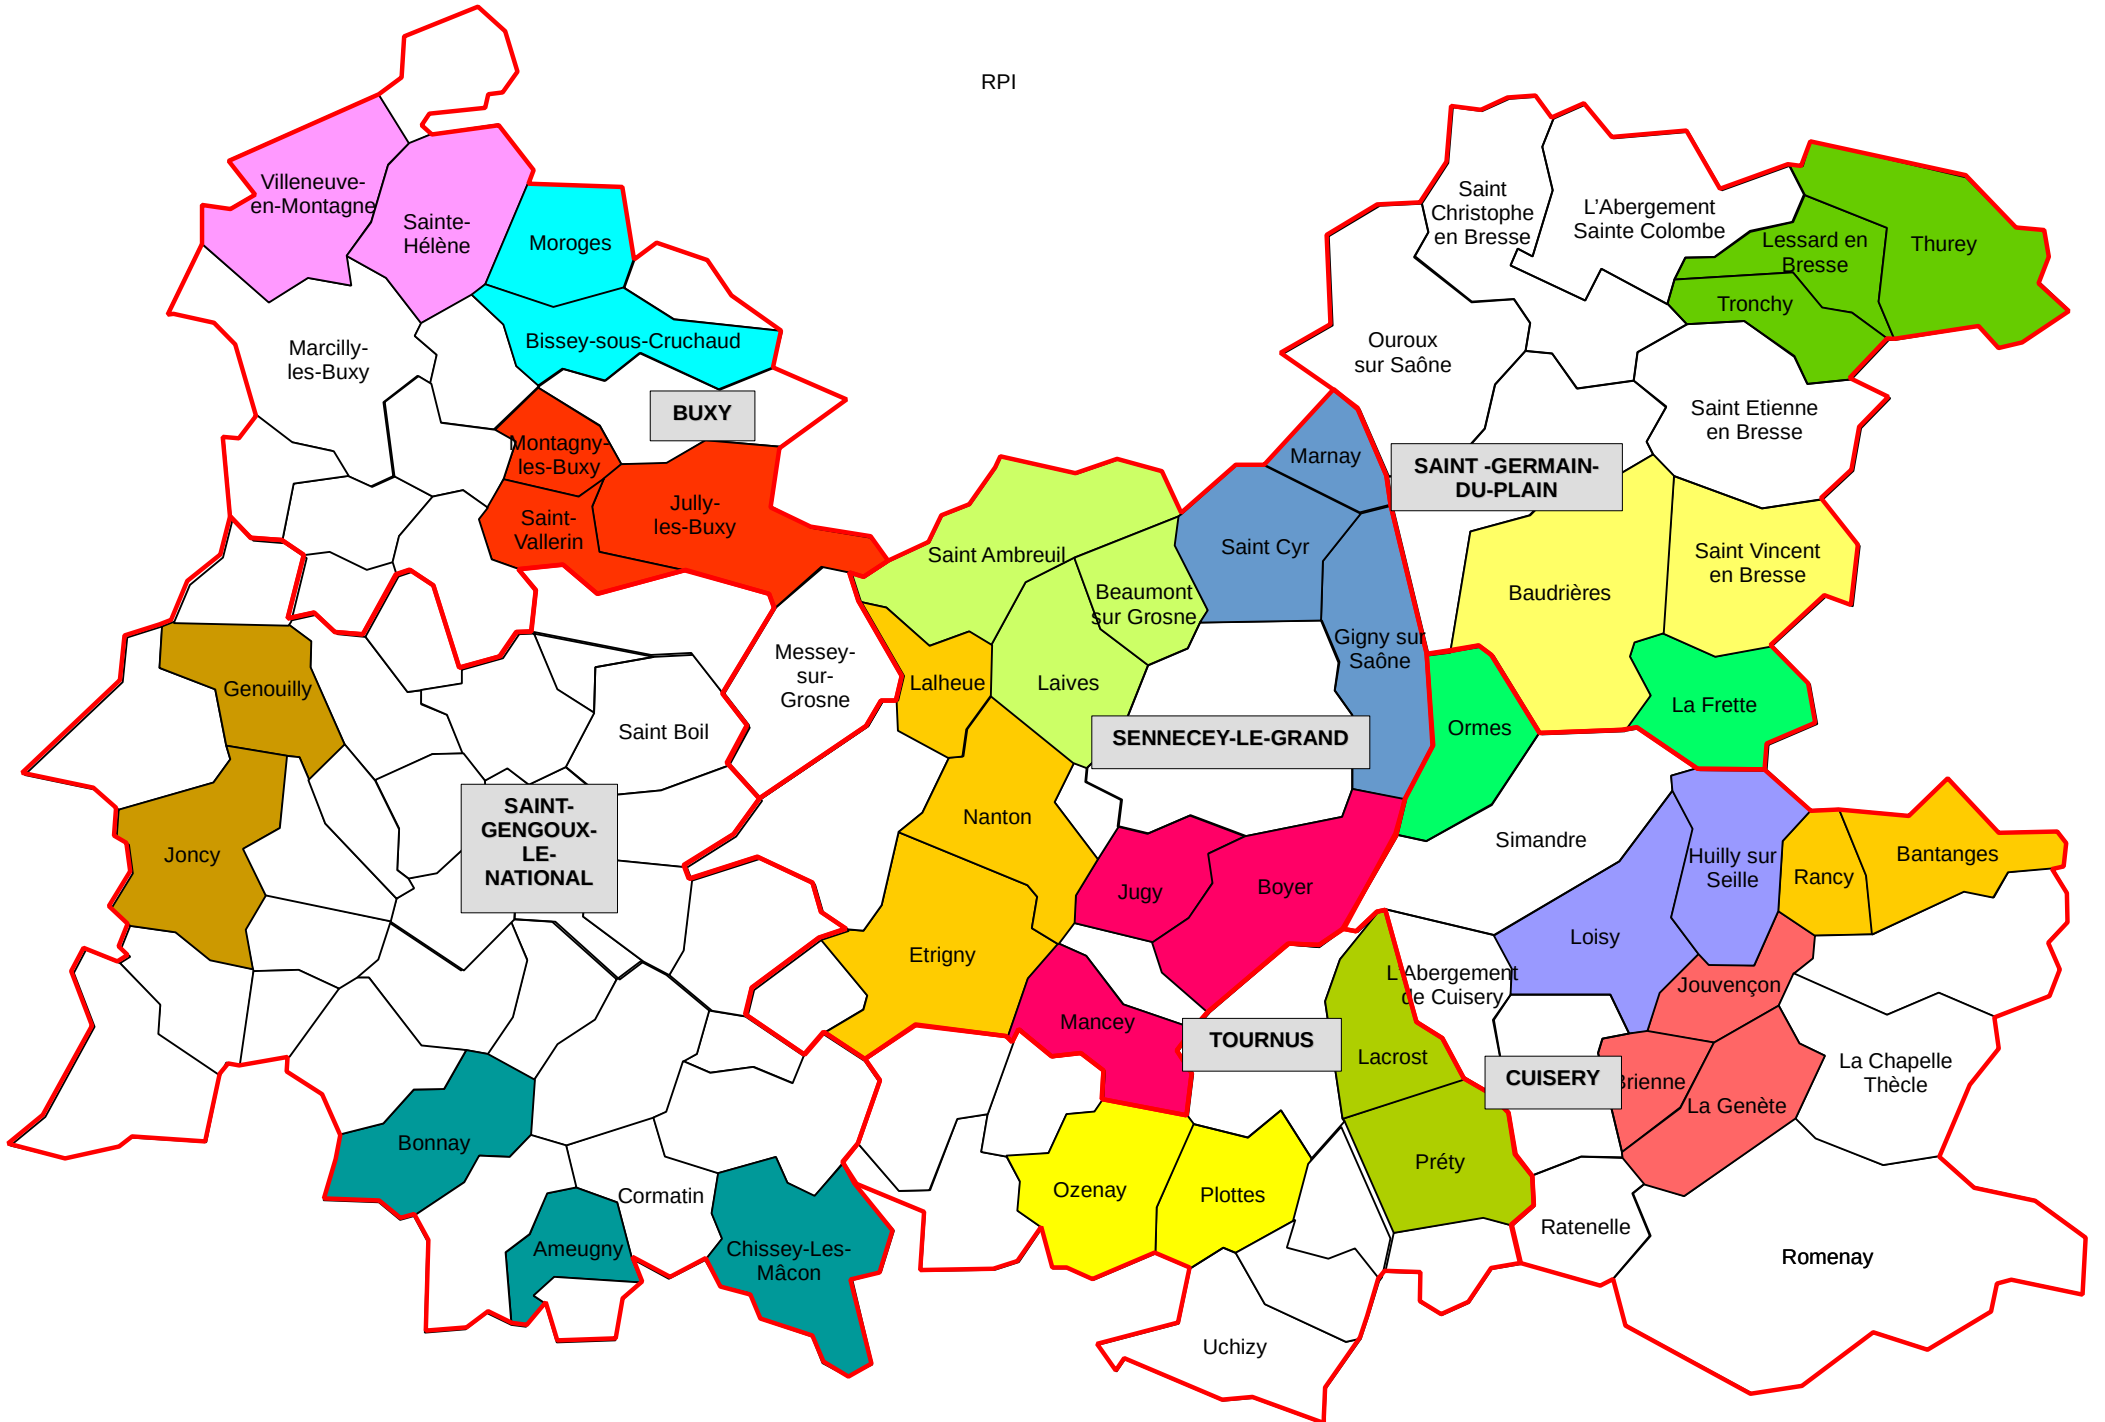 RPI
Villeneuve-
en-Montagne
Sainte-
Hélène
Moroges
Bissey-sous-Cruchaud
Marcilly-
les-Buxy
BUXY
Montagny-
les-Buxy
Saint-
Vallerin
Jully-
les-Buxy
Saint
Christophe
en Bresse
L'Abergement
Sainte Colombe
Lessard en
Bresse
Thurey
Tronchy
Ouroux
sur Saône
Saint Etienne
en Bresse
Marnay
SAINT -GERMAIN-
DU-PLAIN
Saint Ambreuil
Saint Cyr
Beaumont
sur Grosne
Baudrières
Saint Vincent
en Bresse
Gigny sur
Saône
Messey-
sur-
Grosne
Lalheue
Laives
Genouilly
Saint Boil
SENNECEY-LE-GRAND
Ormes
La Frette
SAINT-
GENGOUX-
LE-
NATIONAL
Joncy
Nanton
Jugy
Boyer
Simandre
Huilly sur
Seille
Rancy
Bantanges
Etrigny
Loisy
L'Abergement
de Cuisery
Jouvençon
Mancey
TOURNUS
Lacrost
CUISERY
Brienne
La Genète
La Chapelle
Thècle
Bonnay
Cormatin
Ameugny
Chissey-Les-
Mâcon
Ozenay
Plottes
Préty
Ratenelle
Romenay
Uchizy